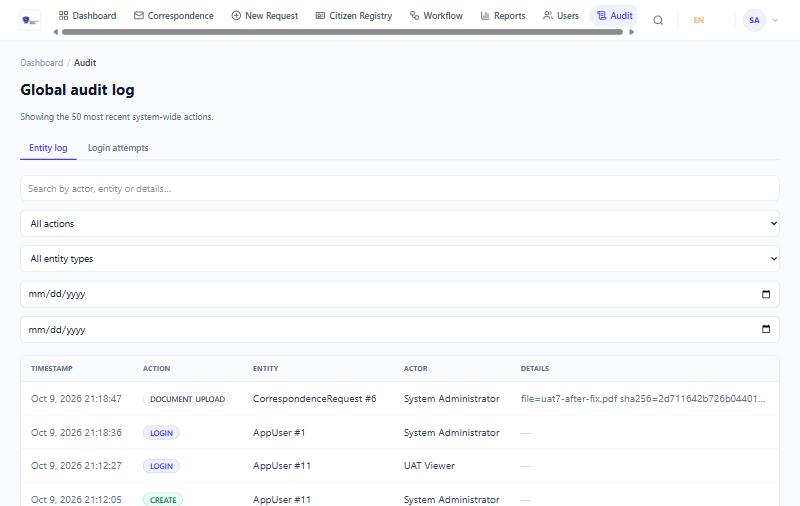 Dashboard Correspondence New Request Citizen Registry Workflow Reports Users Audit EN SA
Dashboard / Audit
Global audit log
Showing the 50 most recent system-wide actions.
Entity log Login attempts
Search by actor, entity or details...
All actions
All entity types
mm/dd/yyyy
mm/dd/yyyy
TIMESTAMP ACTION ENTITY ACTOR DETAILS
Oct 9, 2026 21:18:47 DOCUMENT_UPLOAD CorrespondenceRequest #6 System Administrator file=uat7-after-fix.pdf sha256=2d711642b726b04401...
Oct 9, 2026 21:18:36 LOGIN AppUser #1 System Administrator —
Oct 9, 2026 21:12:27 LOGIN AppUser #11 UAT Viewer —
Oct 9, 2026 21:12:05 CREATE AppUser #11 System Administrator —